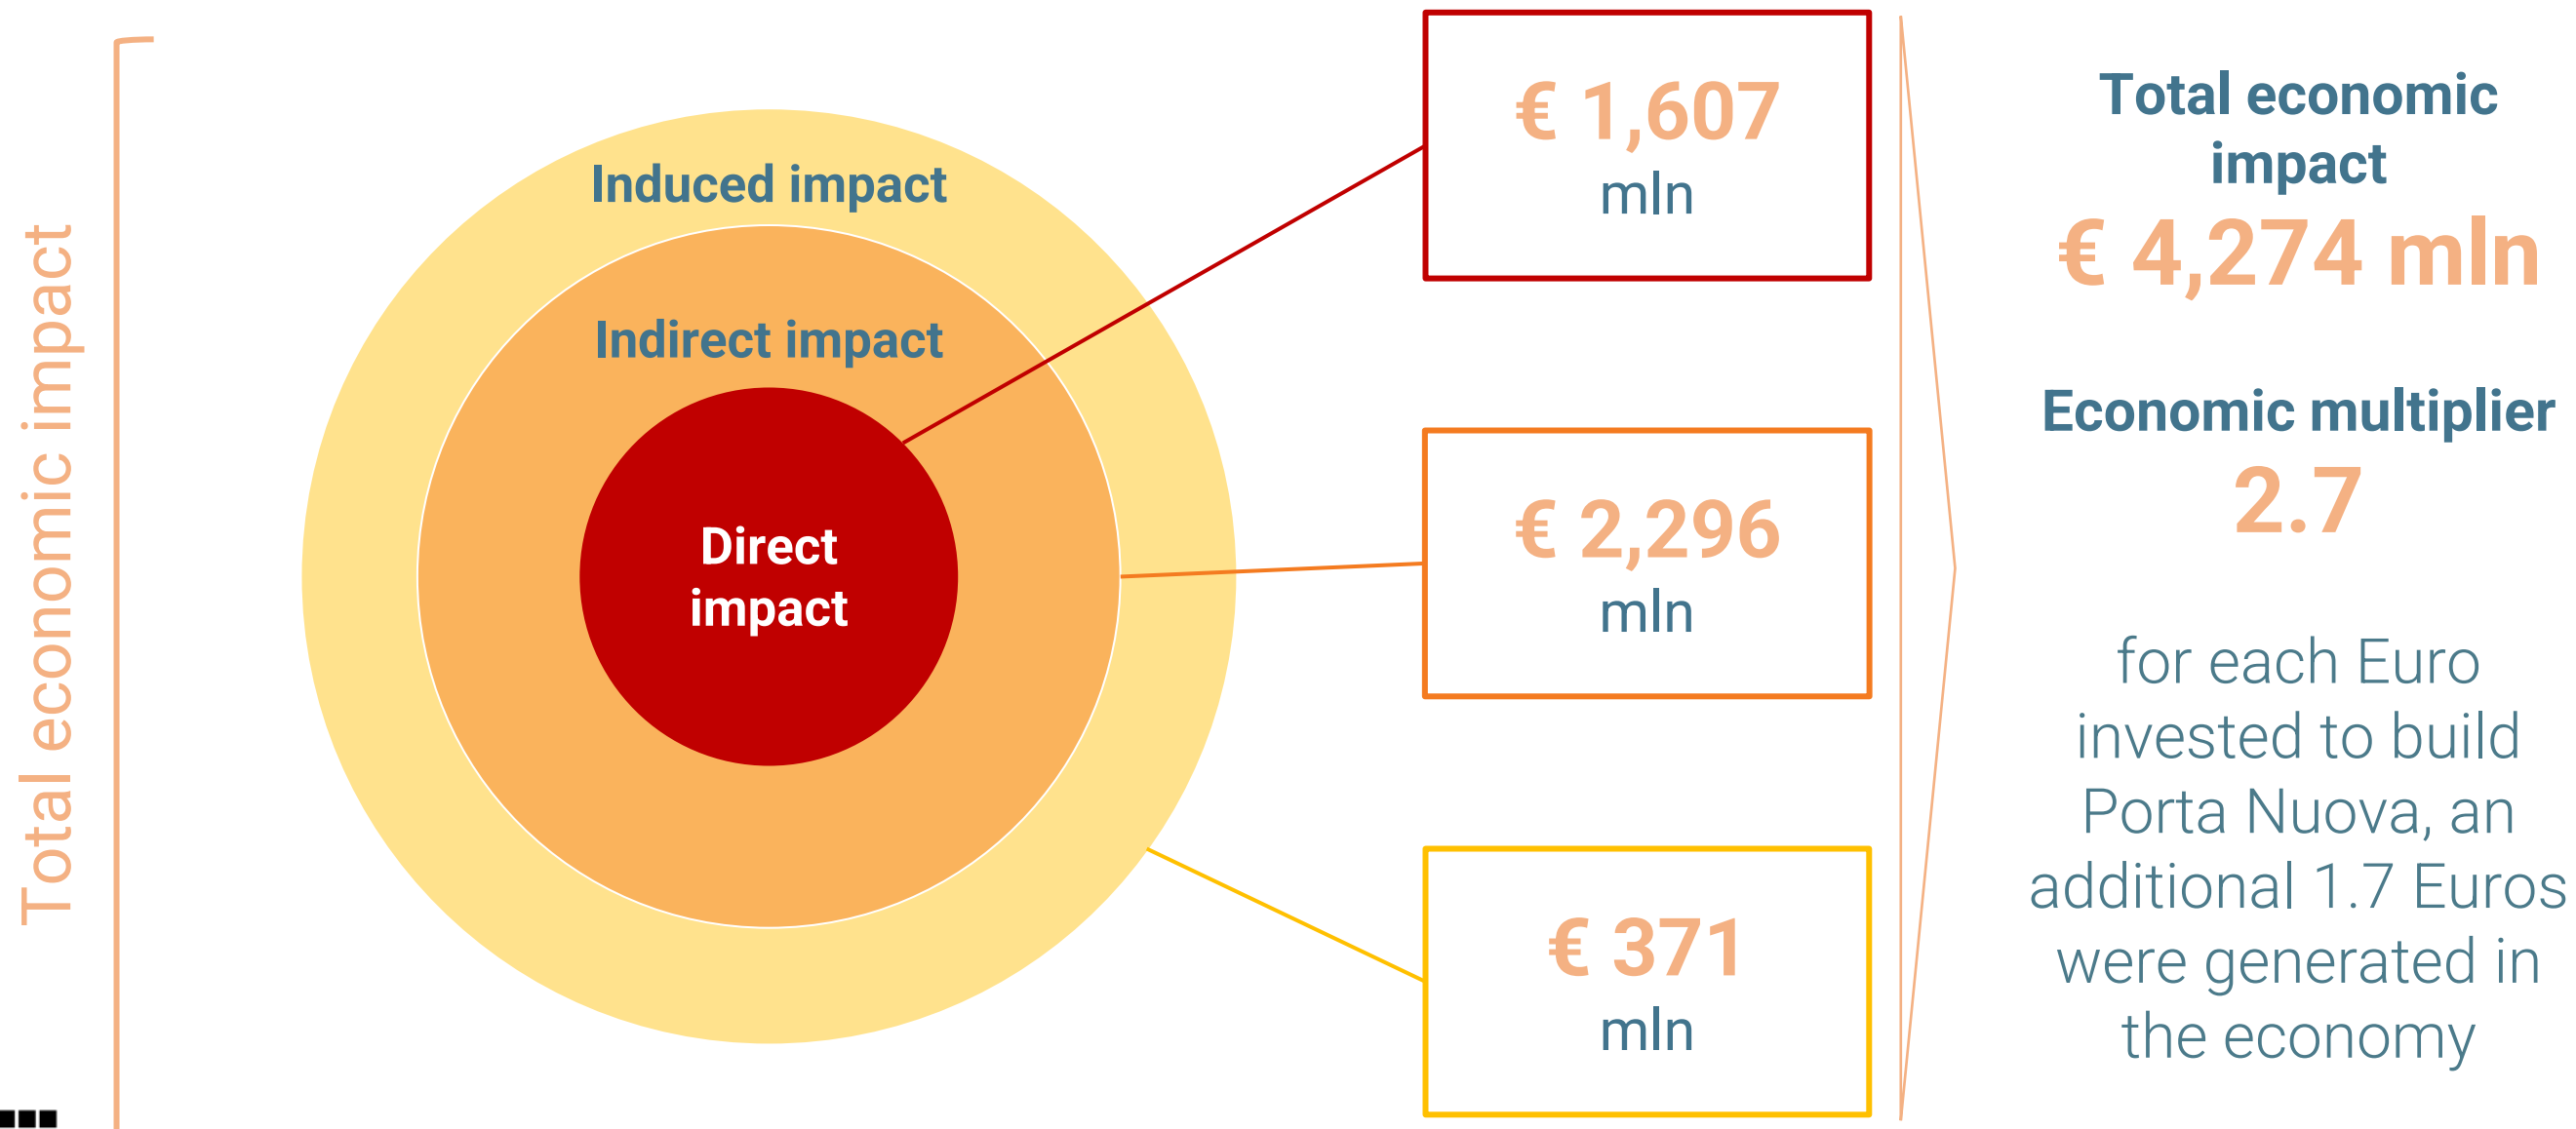 Total economic impact
Induced impact
Indirect impact
Direct
impact
€ 1,607
mln
€ 2,296
mln
€ 371
mln
Total economic
impact
€ 4,274 mln
Economic multiplier
2.7
for each Euro
invested to build
Porta Nuova, an
additional 1.7 Euros
were generated in
the economy